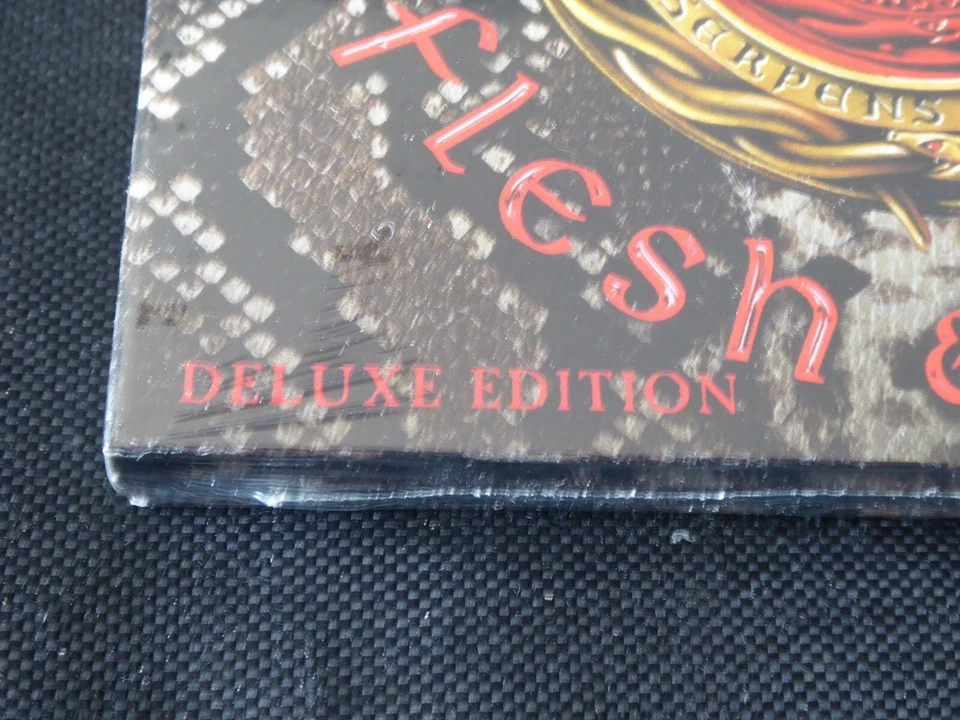 SERPENS
flesh &
DELUXE EDITION